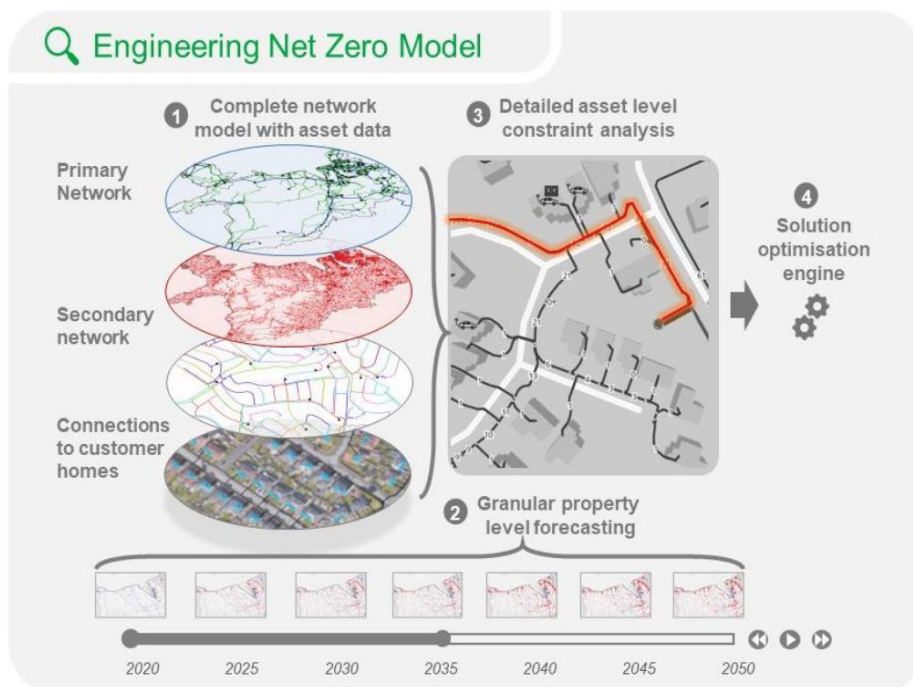 Engineering Net Zero Model
1 Complete network
model with asset data
Primary
Network
Secondary
network
Connections
to customer
homes
3 Detailed asset level
constraint analysis
4
Solution
optimisation
engine
2 Granular property
level forecasting
2020 2025 2030 2035 2040 2045 2050